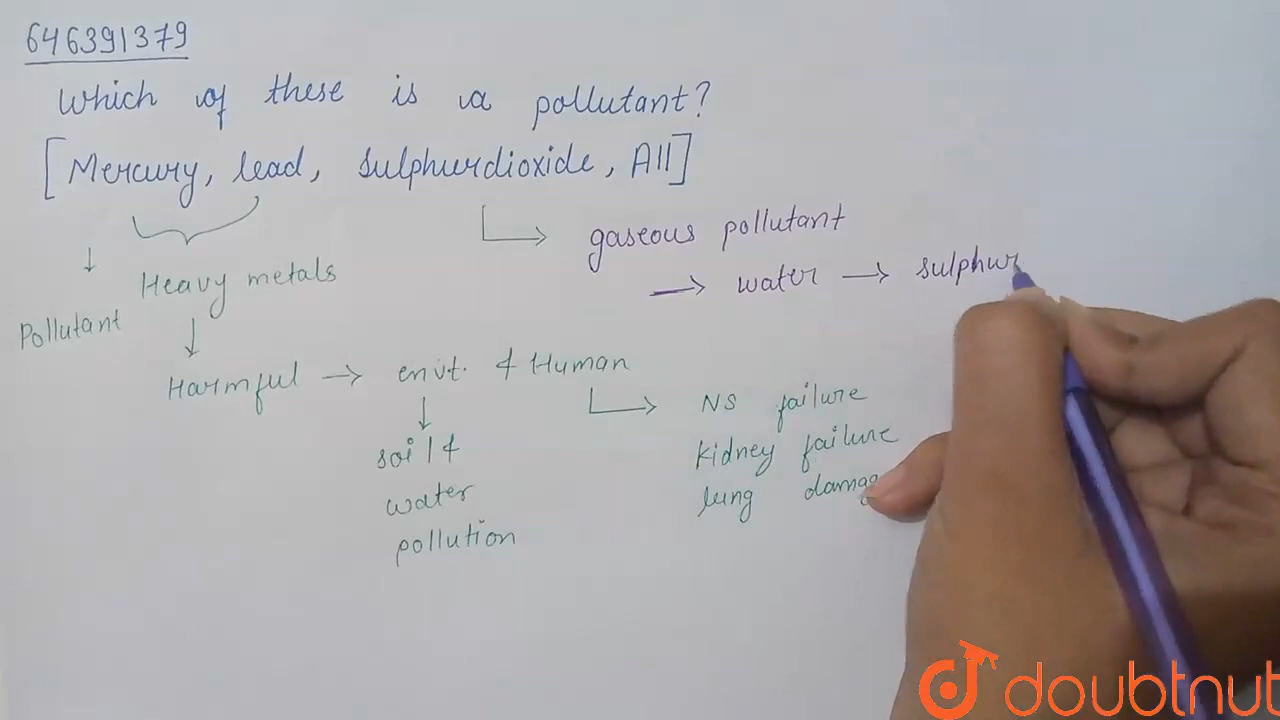 646391379
Which of these is a pollutant?
[Mercury, lead, sulphurdioxide, All]
gaseous pollutant
→ water → sulphur
↓ Heavy metals
Pollutant
↓
Harmful → envt. & Human
↓
soil &
water
pollution
NS failure
kidney failure
lung damag
doubtnut